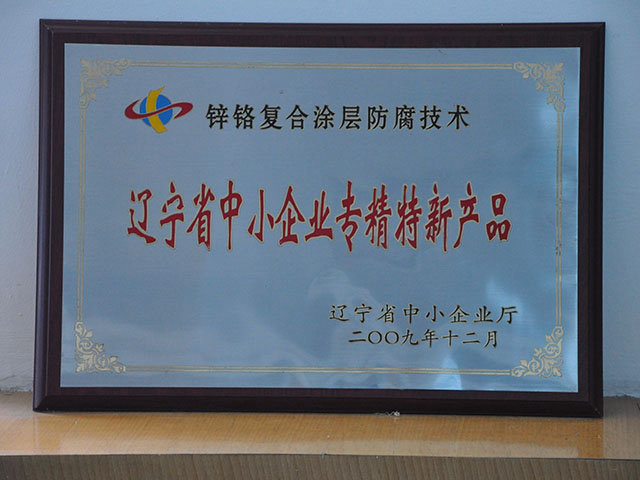 锌铬复合涂层防腐技术
辽宁省中小企业专精特新产品
辽宁省中小企业厅
二〇〇九年十二月